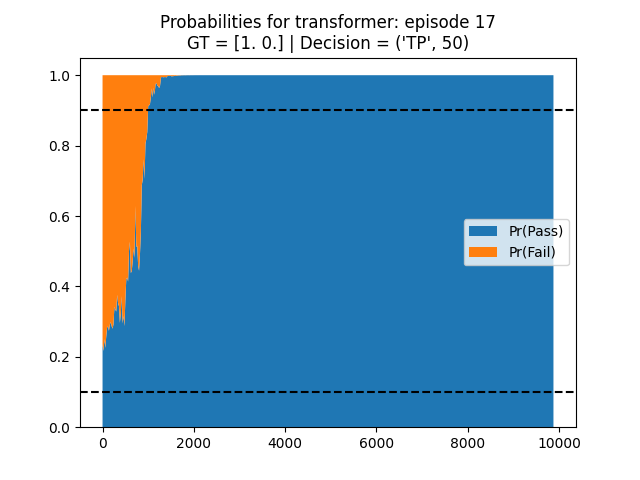 Probabilities for transformer: episode 17
GT = [1. 0.] | Decision = ('TP', 50)
1.0
0.8
0.6
0.4
0.2
0.0
Pr(Pass)
Pr(Fail)
0 2000 4000 6000 8000 10000